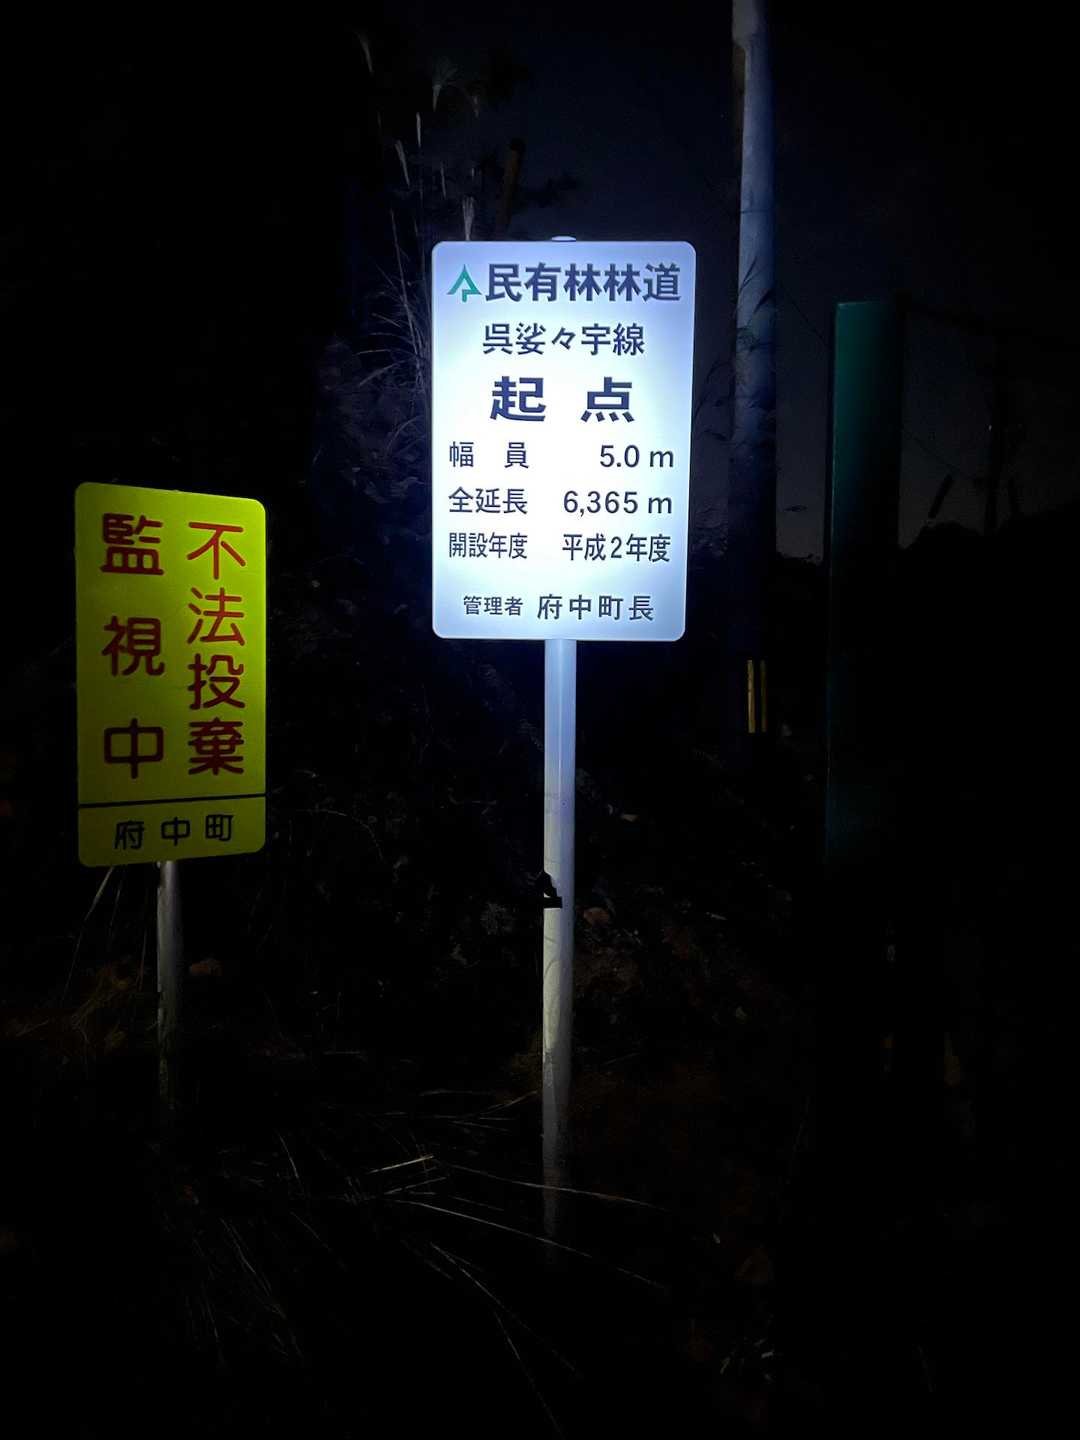 民有林林道
呉娑々宇線
起 点
幅 員 5.0 m
全延長 6,365 m
開設年度 平成2年度
管理者 府中町長
不法投棄
監視中
府中町